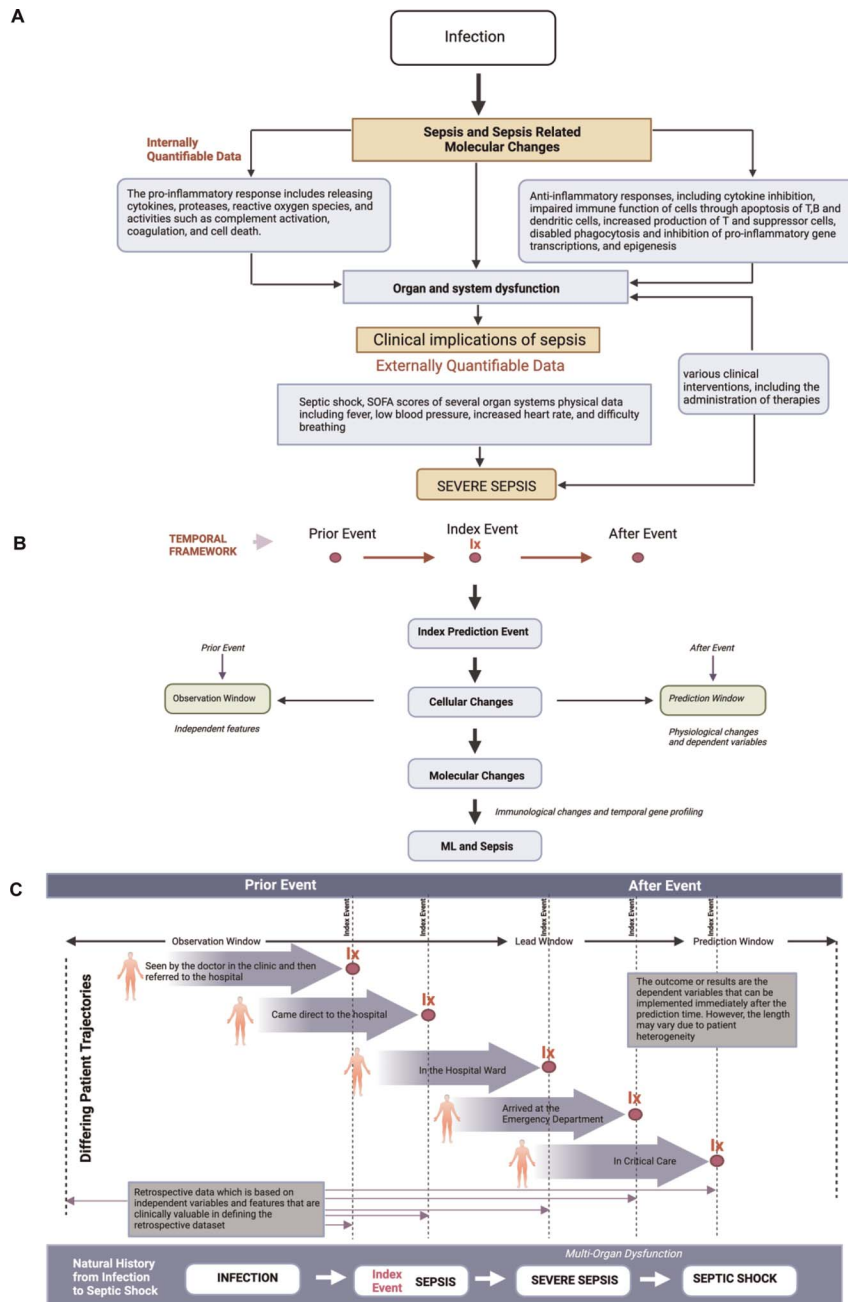 A
Infection
Internally
Quantifiable Data
Sepsis and Sepsis Related
Molecular Changes
The pro-inflammatory response includes releasing
cytokines, proteases, reactive oxygen species, and
activities such as complement activation,
coagulation, and cell death.
Anti-inflammatory responses, including cytokine inhibition,
impaired immune function of cells through apoptosis of T,B and
dendritic cells, increased production of T and suppressor cells,
disabled phagocytosis and inhibition of pro-inflammatory gene
transcriptions, and epigenesis
Organ and system dysfunction
Clinical implications of sepsis
Externally Quantifiable Data
Septic shock, SOFA scores of several organ systems physical data
including fever, low blood pressure, increased heart rate, and difficulty
breathing
various clinical
interventions, including the
administration of therapies
SEVERE SEPSIS
B
TEMPORAL
FRAMEWORK
Prior Event
Index Event
Ix
After Event
Index Prediction Event
Prior Event
After Event
Observation Window
Cellular Changes
Prediction Window
Independent features
Physiological changes
and dependent variables
Molecular Changes
Immunological changes and temporal gene profiling
ML and Sepsis
C
Prior Event
After Event
Index Event
Index Event
Index Event
Index Event
Index Event
Observation Window
Lead Window
Prediction Window
Differing Patient Trajectories
Seen by the doctor in the clinic and then
referred to the hospital
Ix
Came direct to the hospital
Ix
The outcome or results are the
dependent variables that can be
implemented immediately after the
prediction time. However, the length
may vary due to patient
heterogeneity
In the Hospital Ward
Ix
Arrived at the
Emergency Department
Ix
In Critical Care
Ix
Retrospective data which is based on
independent variables and features that are
clinically valuable in defining the
retrospective dataset
Multi-Organ Dysfunction
Natural History
from Infection
to Septic Shock
INFECTION
Index
Event
SEPSIS
SEVERE SEPSIS
SEPTIC SHOCK